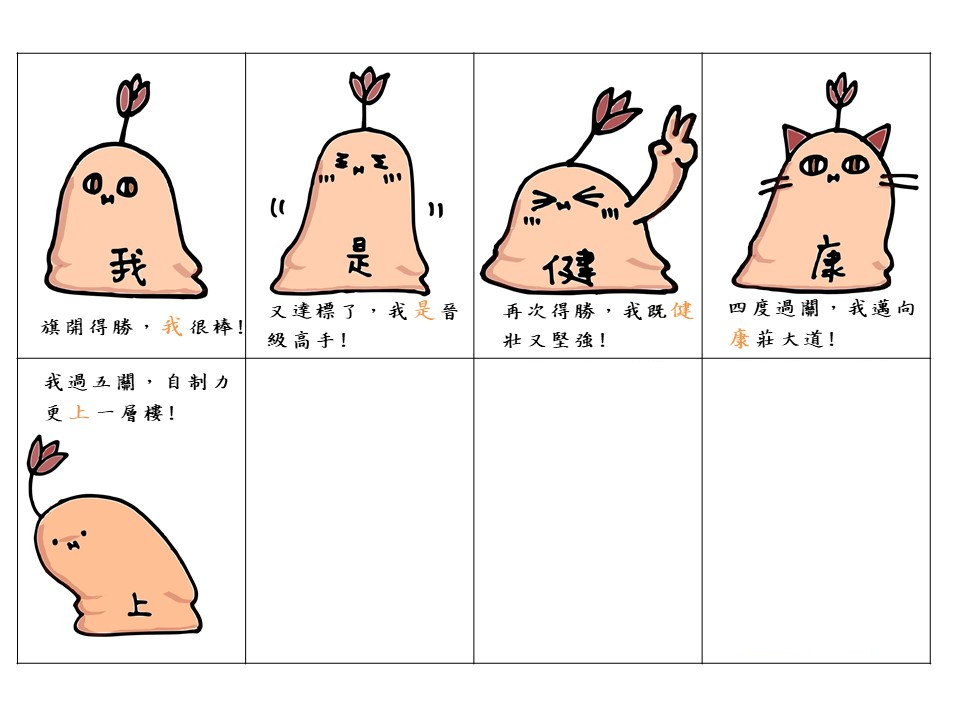 我
旗開得勝，我很棒!
是
又達標了，我是晉
級高手!
健
再次得勝，我既健
壯又堅強!
康
四度過關，我邁向
康莊大道!
我過五關，自制力
更上一層樓!
上